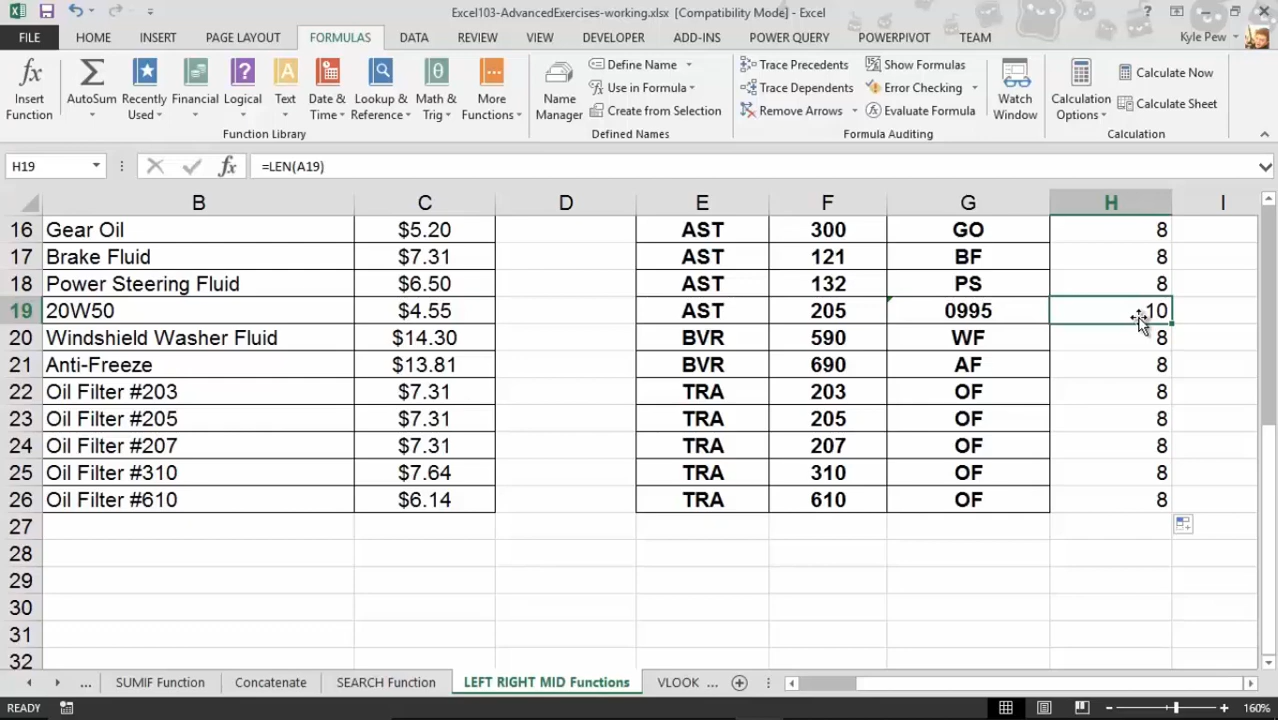 Excel103-AdvancedExercises-working.xlsx [Compatibility Mode] - Excel
FILE HOME INSERT PAGE LAYOUT FORMULAS DATA REVIEW VIEW DEVELOPER ADD-INS POWER QUERY POWERPIVOT TEAM Kyle Pew
Insert Function
AutoSum
Recently Used
Financial
Logical
Text
Date & Time
Lookup & Reference
Math & Trig
More Functions
Function Library
Name Manager
Define Name
Use in Formula
Create from Selection
Defined Names
Trace Precedents
Trace Dependents
Remove Arrows
Show Formulas
Error Checking
Evaluate Formula
Formula Auditing
Watch Window
Calculation Options
Calculate Now
Calculate Sheet
Calculation
H19 fx =LEN(A19)
B C D E F G H I
16 Gear Oil $5.20 AST 300 GO 8
17 Brake Fluid $7.31 AST 121 BF 8
18 Power Steering Fluid $6.50 AST 132 PS 8
19 20W50 $4.55 AST 205 0995 10
20 Windshield Washer Fluid $14.30 BVR 590 WF 8
21 Anti-Freeze $13.81 BVR 690 AF 8
22 Oil Filter #203 $7.31 TRA 203 OF 8
23 Oil Filter #205 $7.31 TRA 205 OF 8
24 Oil Filter #207 $7.31 TRA 207 OF 8
25 Oil Filter #310 $7.64 TRA 310 OF 8
26 Oil Filter #610 $6.14 TRA 610 OF 8
27
28
29
30
31
32
... SUMIF Function Concatenate SEARCH Function LEFT RIGHT MID Functions VLOOK ...
READY 160%